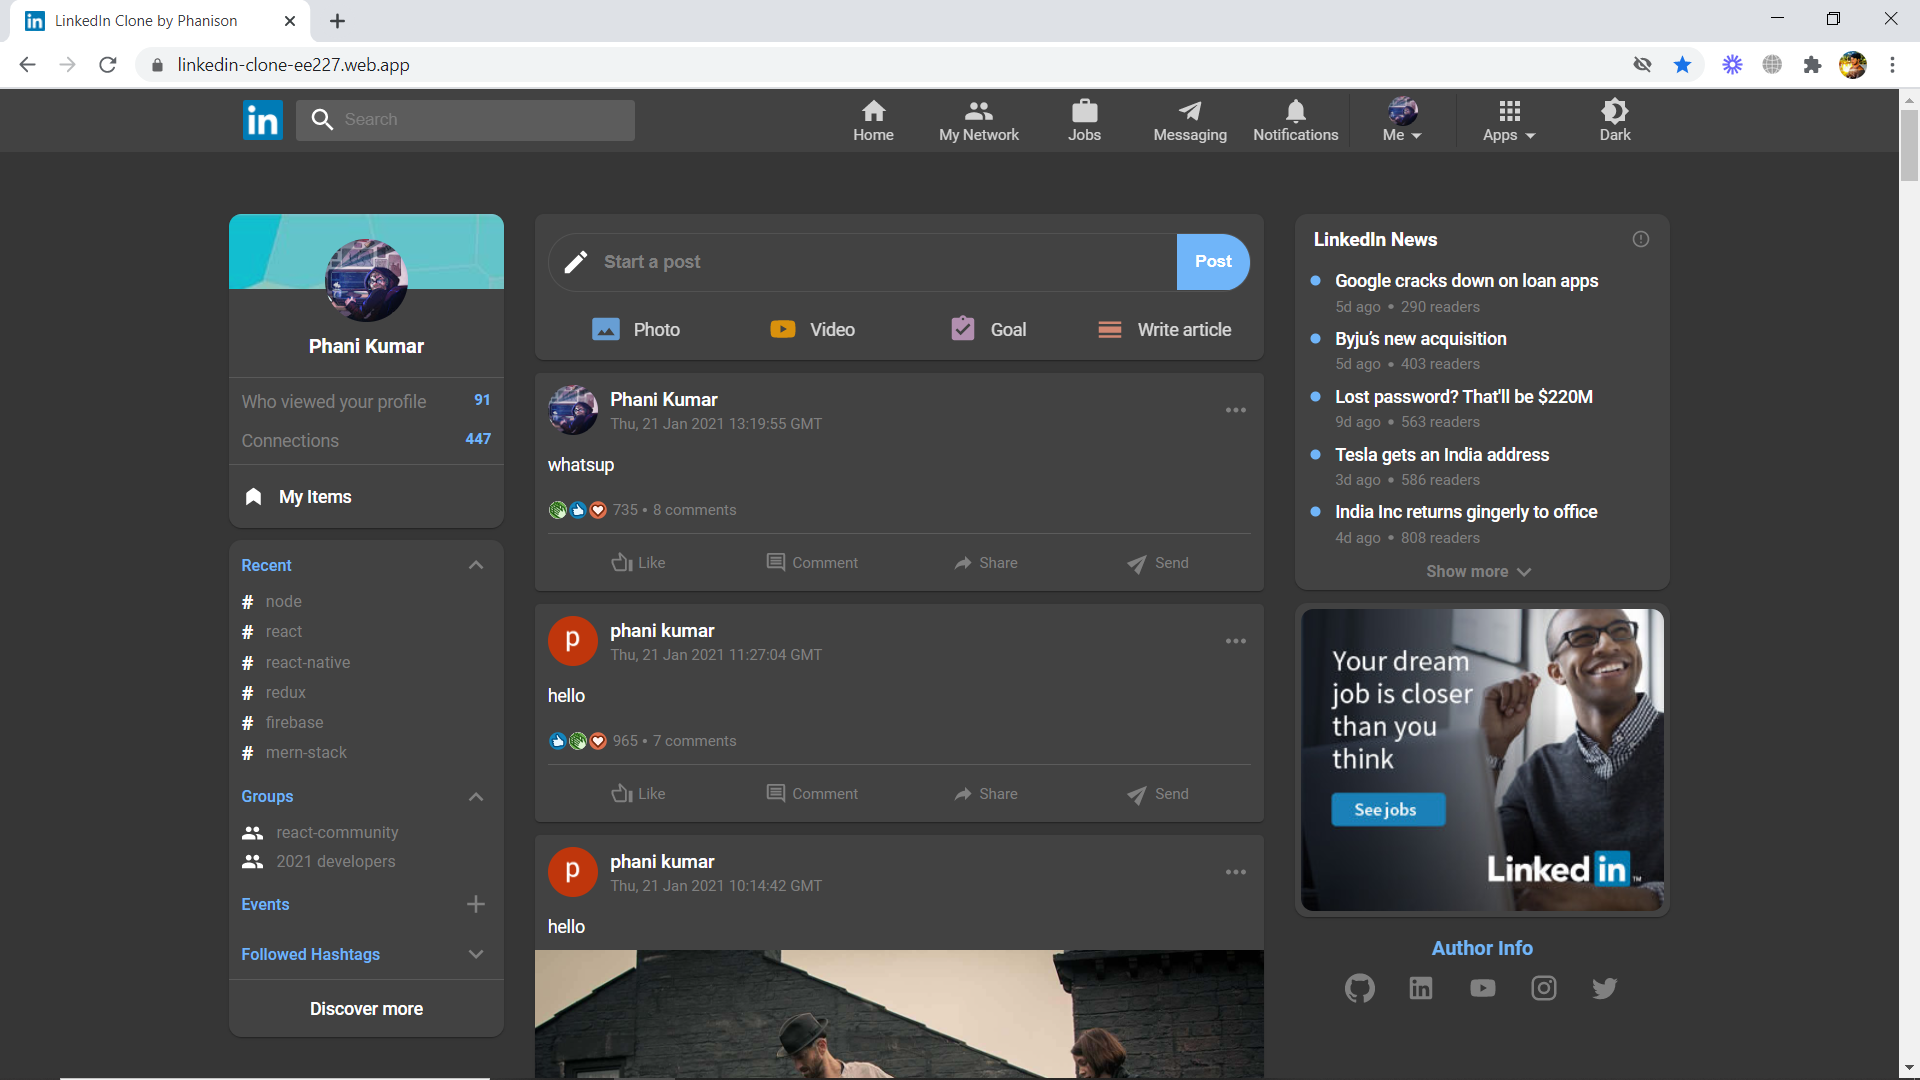 LinkedIn Clone by Phanison
linkedin-clone-ee227.web.app
in
Search
Home
My Network
Jobs
Messaging
Notifications
Me
Apps
Dark
Phani Kumar
Who viewed your profile 91
Connections 447
My Items
Recent
# node
# react
# react-native
# redux
# firebase
# mern-stack
Groups
react-community
2021 developers
Events
Followed Hashtags
Discover more
Start a post
Post
Photo
Video
Goal
Write article
Phani Kumar
Thu, 21 Jan 2021 13:19:55 GMT
whatsup
735 • 8 comments
Like
Comment
Share
Send
p
phani kumar
Thu, 21 Jan 2021 11:27:04 GMT
hello
965 • 7 comments
Like
Comment
Share
Send
p
phani kumar
Thu, 21 Jan 2021 10:14:42 GMT
hello
LinkedIn News
Google cracks down on loan apps
5d ago • 290 readers
Byju's new acquisition
5d ago • 403 readers
Lost password? That'll be $220M
9d ago • 563 readers
Tesla gets an India address
3d ago • 586 readers
India Inc returns gingerly to office
4d ago • 808 readers
Show more
Your dream
job is closer
than you
think
See jobs
Linked in ™
Author Info